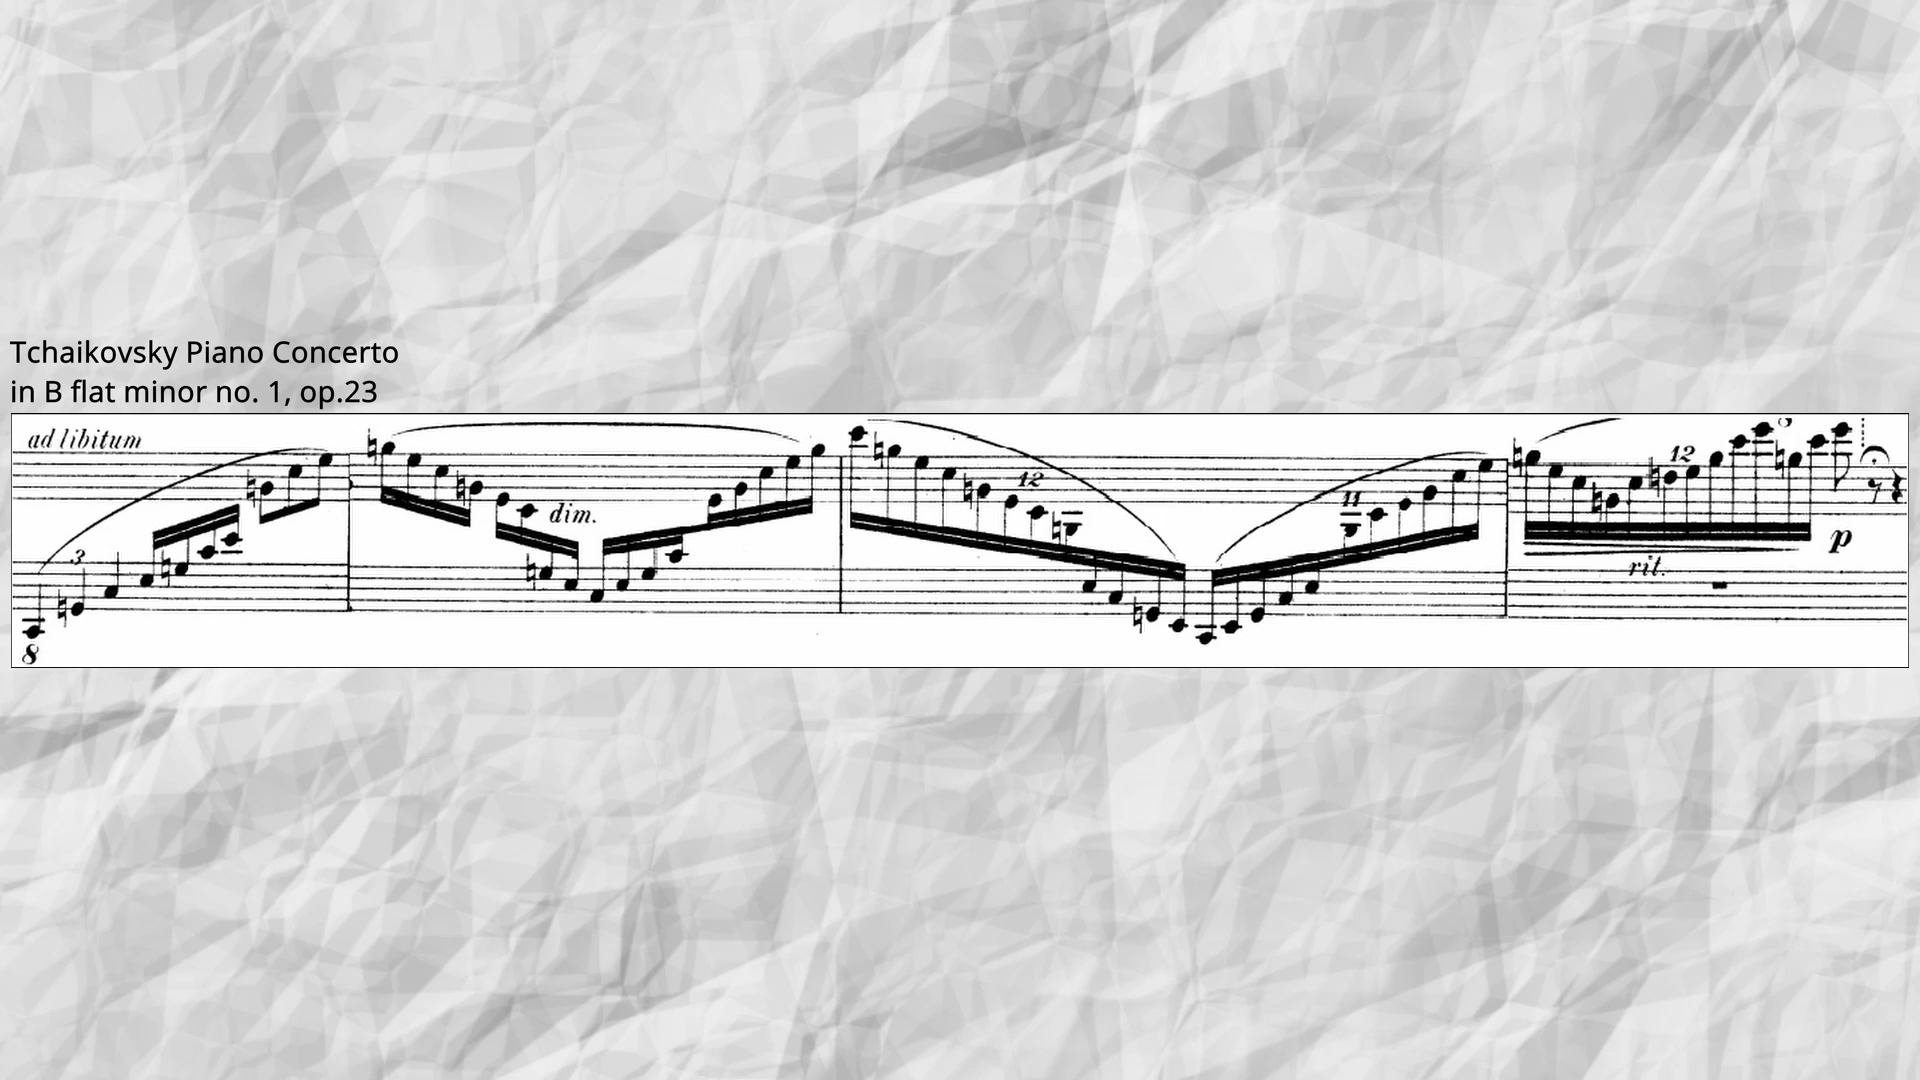 Tchaikovsky Piano Concerto
in B flat minor no. 1, op.23
ad libitum
3
8
dim.
12
11
12
rit.
p